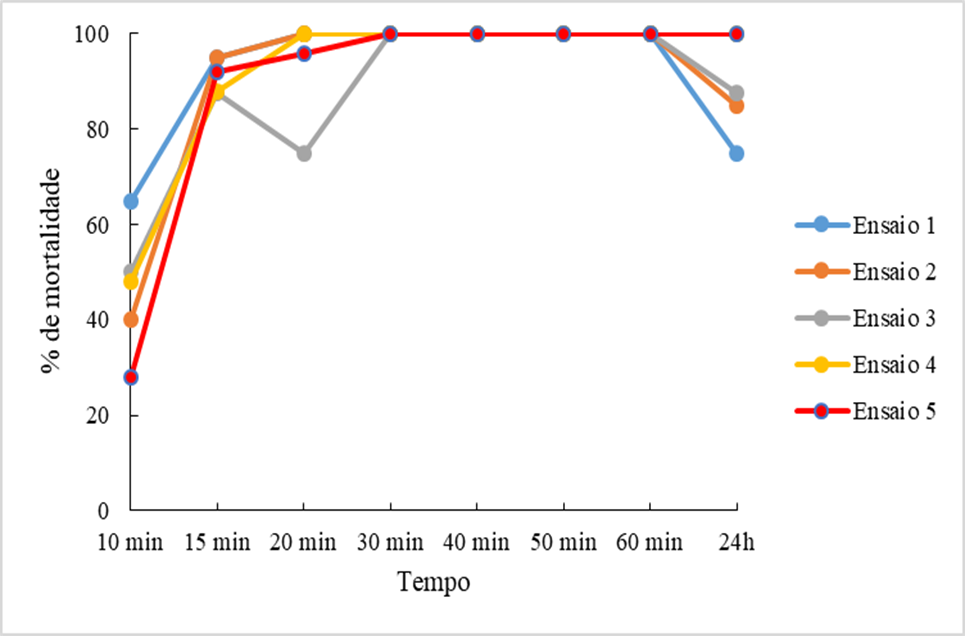 100
80
60
40
20
0
% de mortalidade
10 min 15 min 20 min 30 min 40 min 50 min 60 min 24h
Tempo
Ensaio 1
Ensaio 2
Ensaio 3
Ensaio 4
Ensaio 5